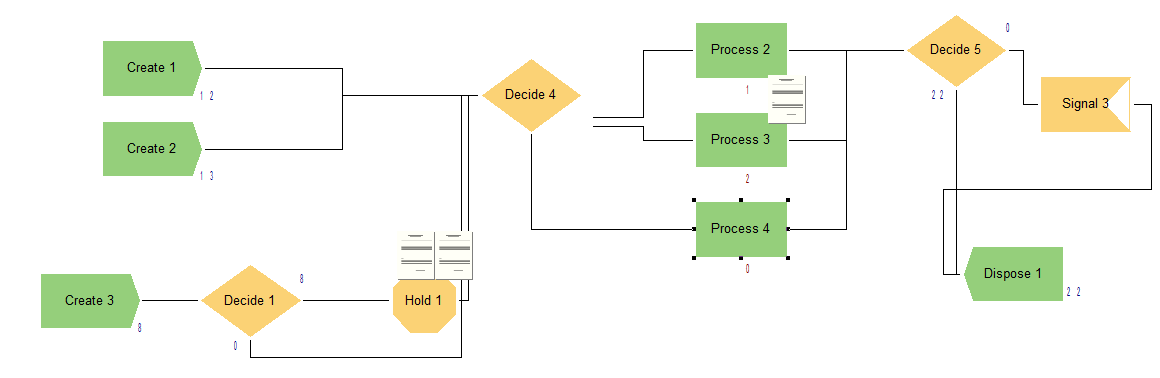 Create 1
1 2
Create 2
1 3
Create 3
8
Decide 1
8
0
Hold 1
Decide 4
Process 2
1
Process 3
2
Process 4
0
Decide 5
0
2 2
Signal 3
Dispose 1
2 2